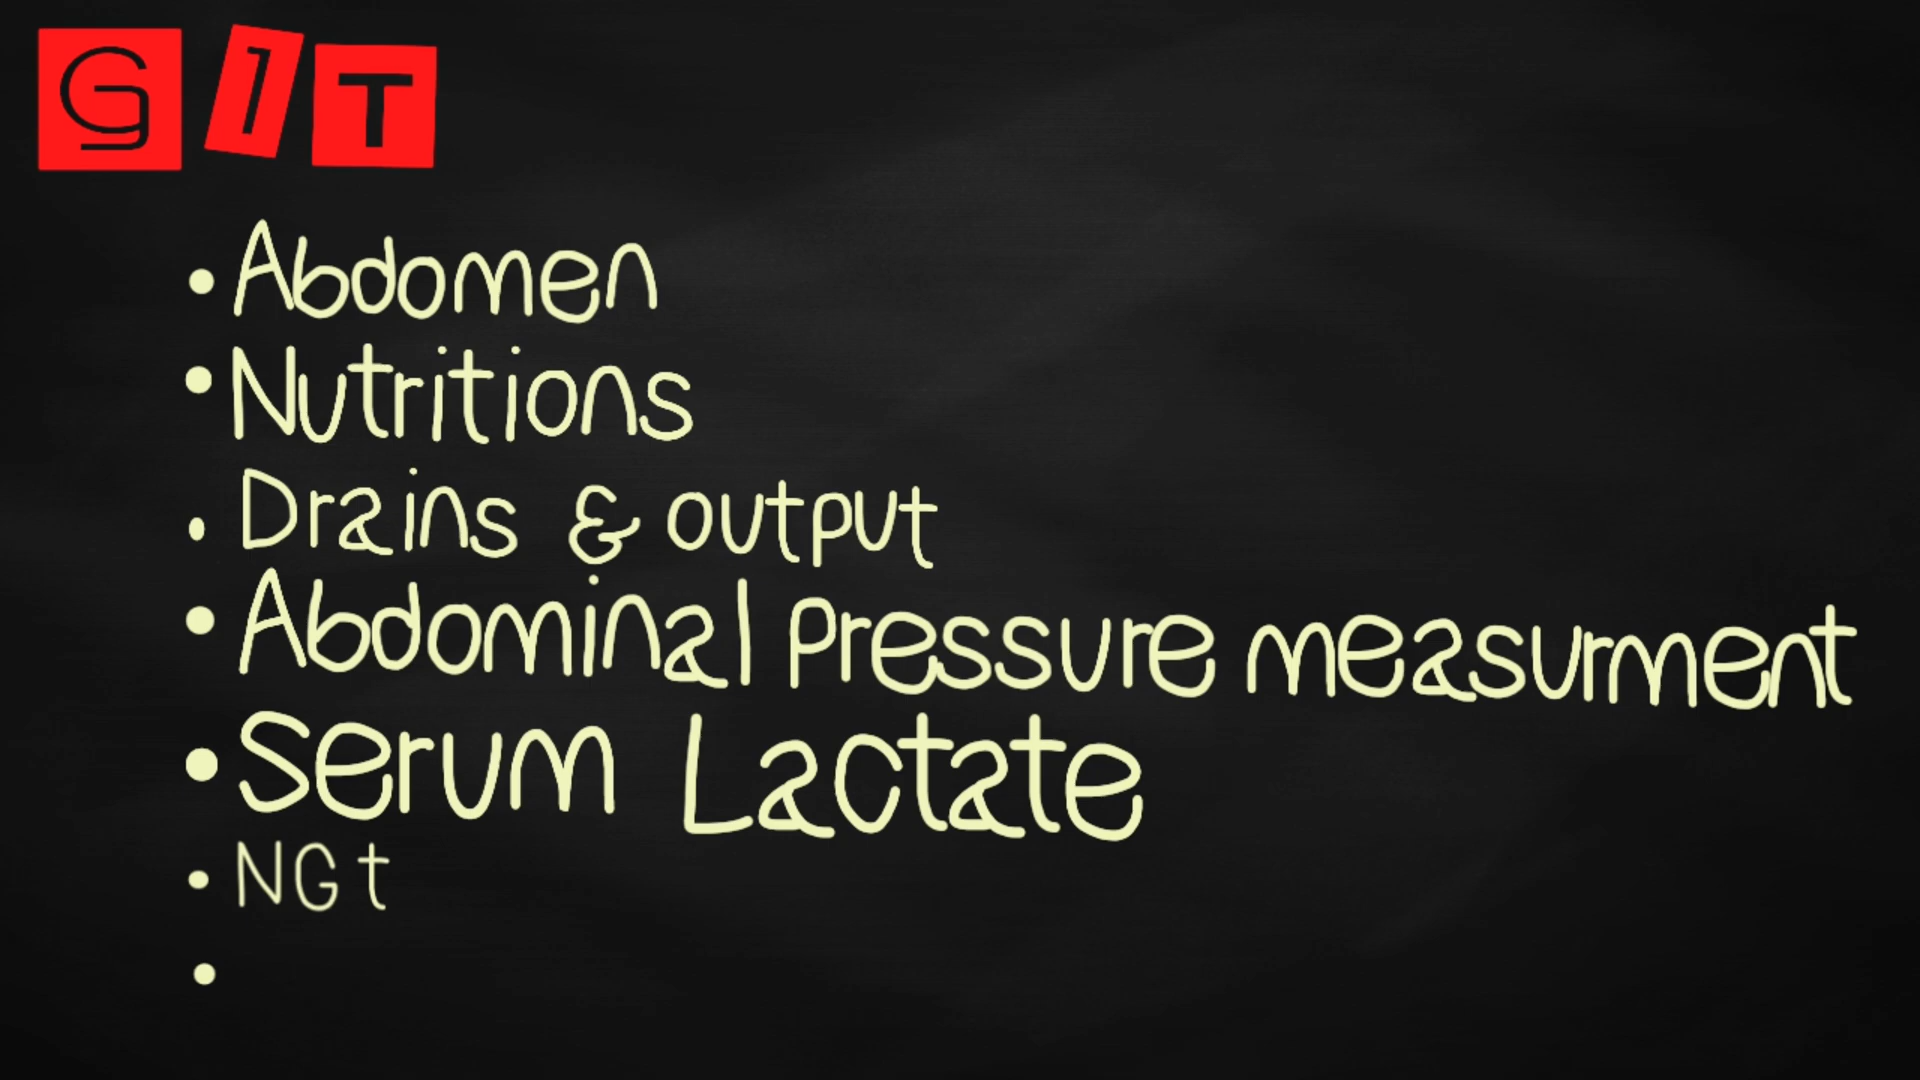 GIT
• Abdomen
• Nutritions
• Drains & output
• Abdominal pressure measurment
• Serum Lactate
• NGt
•